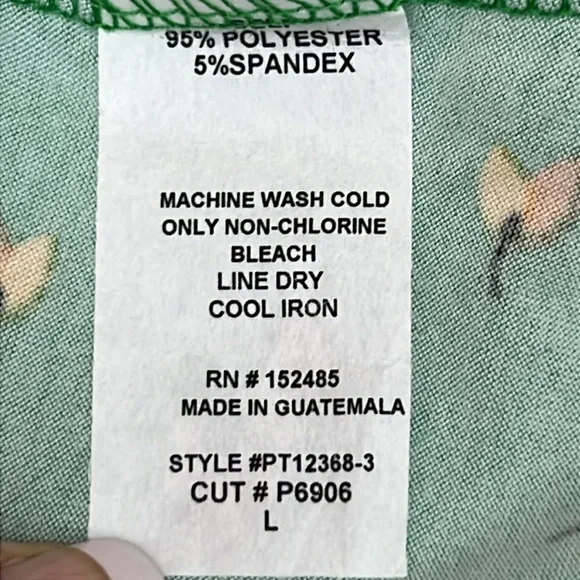 95% POLYESTER
5%SPANDEX
MACHINE WASH COLD
ONLY NON-CHLORINE
BLEACH
LINE DRY
COOL IRON
RN # 152485
MADE IN GUATEMALA
STYLE #PT12368-3
CUT # P6906
L